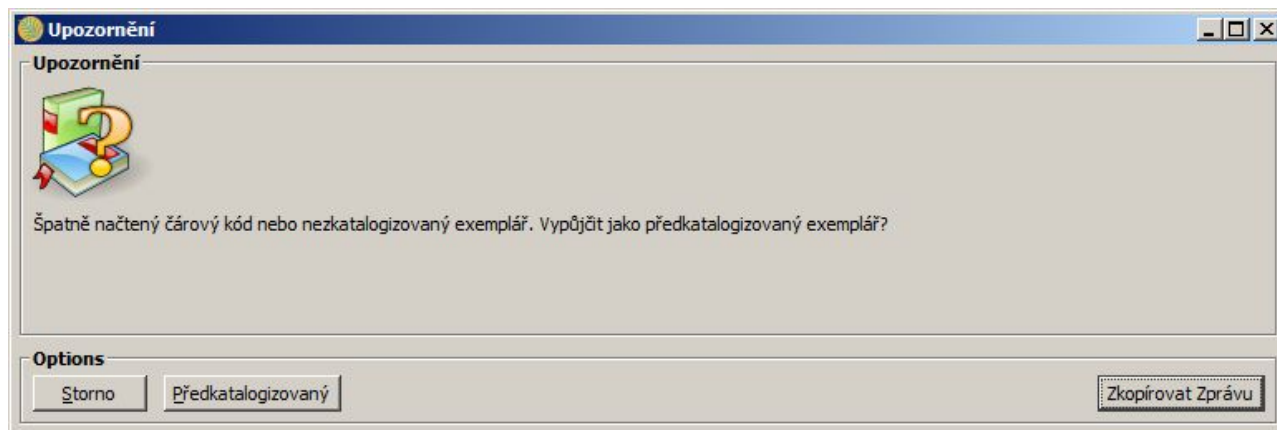 Upozornění
Upozornění
Špatně načtený čárový kód nebo nezkatalogizovaný exemplář. Vypůjčit jako předkatalogizovaný exemplář?
Options
Storno Předkatalogizovaný Zkopírovat Zprávu